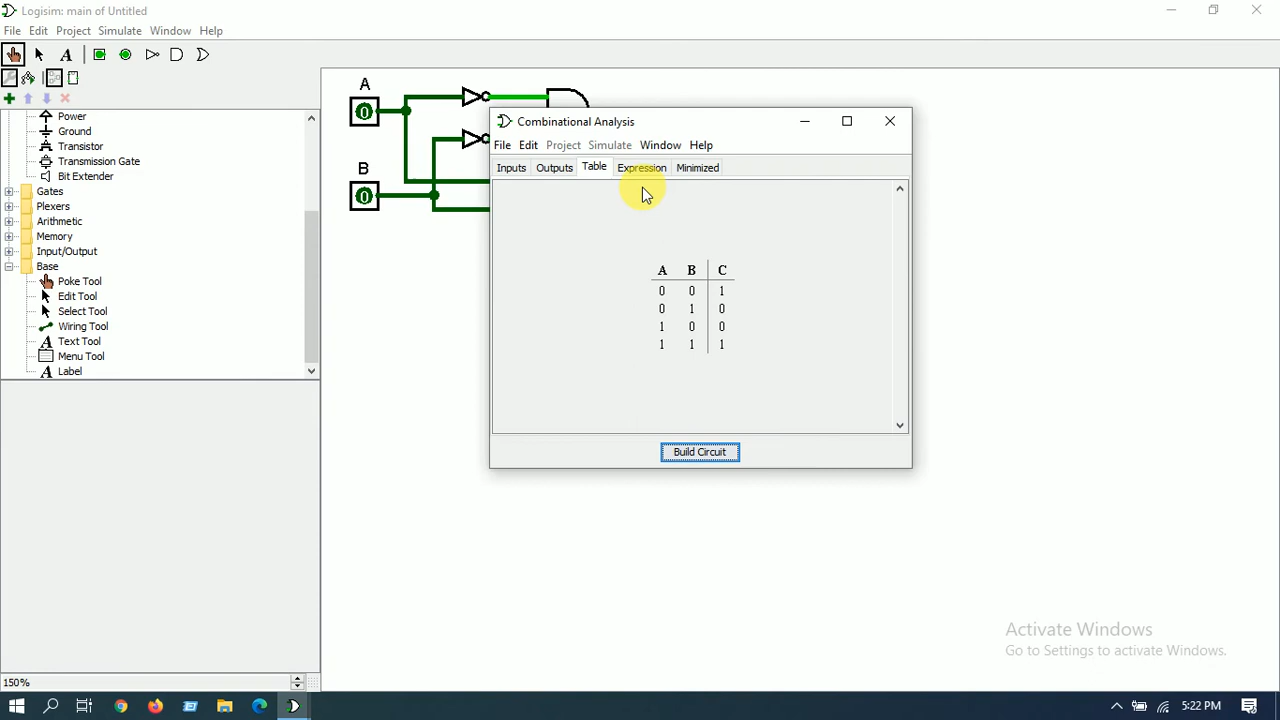 Logisim: main of Untitled
File Edit Project Simulate Window Help
A
Power
Ground
Transistor
Transmission Gate
Bit Extender
Gates
Plexers
Arithmetic
Memory
Input/Output
Base
Poke Tool
Edit Tool
Select Tool
Wiring Tool
A Text Tool
Menu Tool
A Label
150%
A
0
B
0
Combinational Analysis
File Edit Project Simulate Window Help
Inputs Outputs Table Expression Minimized
A B C
0 0 1
0 1 0
1 0 0
1 1 1
Build Circuit
Activate Windows
Go to Settings to activate Windows.
5:22 PM